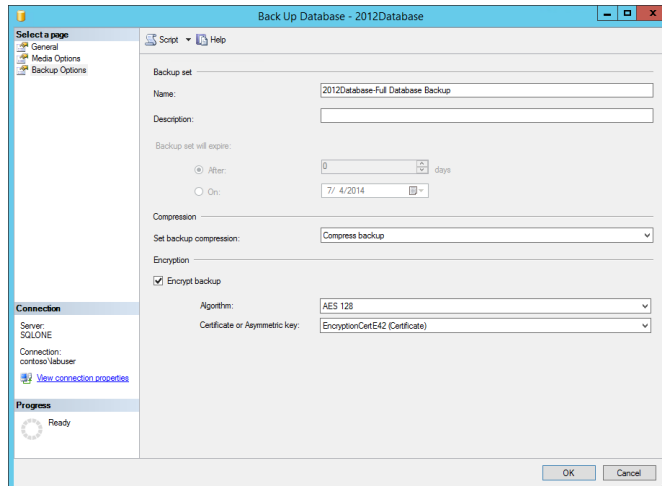 Back Up Database - 2012Database
Select a page
General
Media Options
Backup Options
Script Help
Backup set
Name: 2012Database-Full Database Backup
Description:
Backup set will expire:
After: 0 days
On: 7/ 4/2014
Compression
Set backup compression: Compress backup
Encryption
Encrypt backup
Algorithm: AES 128
Certificate or Asymmetric key: EncryptionCertE42 (Certificate)
Connection
Server:
SQLONE
Connection:
contoso\labuser
View connection properties
Progress
Ready
OK Cancel